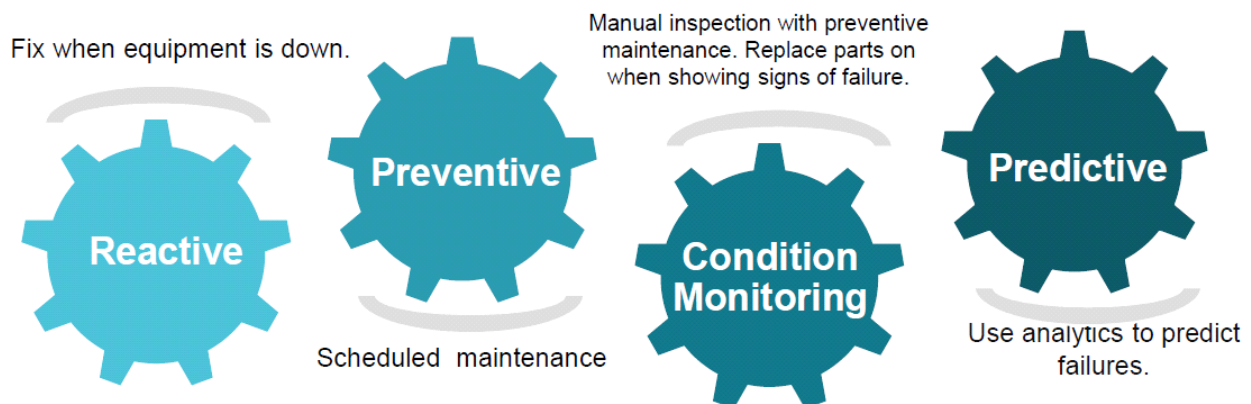 Fix when equipment is down.
Reactive
Preventive
Scheduled maintenance
Manual inspection with preventive
maintenance. Replace parts on
when showing signs of failure.
Condition
Monitoring
Predictive
Use analytics to predict
failures.